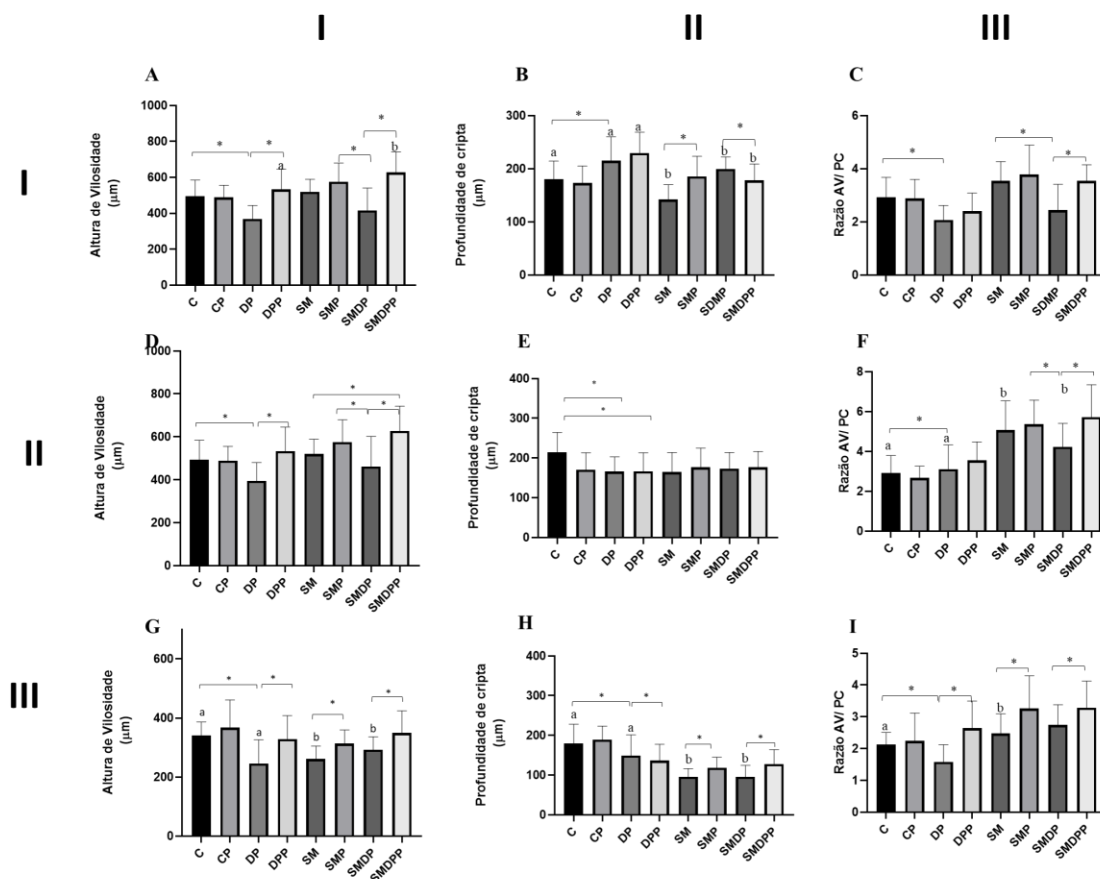 I II III
I
A
Altura de Vilosidade
(μm)
1000
800
600
400
200
0
* * a * * b
C CP DP DPP SM SMP SMDP SMDPP
B
Profundidade de cripta
(μm)
300
200
100
0
a * a a b * b * b
C CP DP DPP SM SMP SDMP SMDPP
C
Razão AV/ PC
6
4
2
0
* * *
C CP DP DPP SM SMP SDMP SMDPP
II
D
Altura de Vilosidade
(μm)
1000
800
600
400
200
0
* * * * *
C CP DP DPP SM SMP SMDP SMDPP
E
Profundidade de cripta
(μm)
400
300
200
100
0
*
*
C CP DP DPP SM SMP SMDP SMDPP
F
Razão AV/ PC
8
6
4
2
0
a * a b * b *
C CP DP DPP SM SMP SMDP SMDPP
III
G
Altura de Vilosidade
(μm)
600
400
200
0
a * a * b * b *
C CP DP DPP SM SMP SMDP SMDPP
H
Profundidade de cripta
(μm)
400
300
200
100
0
a * a * b * b *
C CP DP DPP SM SMP SMDP SMDPP
I
Razão AV/ PC
5
4
3
2
1
0
a * * b * *
C CP DP DPP SM SMP SMDP SMDPP